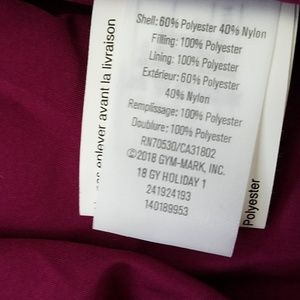 Shell: 60% Polyester 40% Nylon
Filling: 100% Polyester
Lining: 100% Polyester
Extérieur: 60% Polyester
40% Nylon
Remplissage: 100% Polyester
Doublure: 100% Polyester
RN70530/CA31802
©2018 GYM-MARK, INC.
18 GY HOLIDAY 1
241924193
140189953
enlever avant la livraison
Polyester